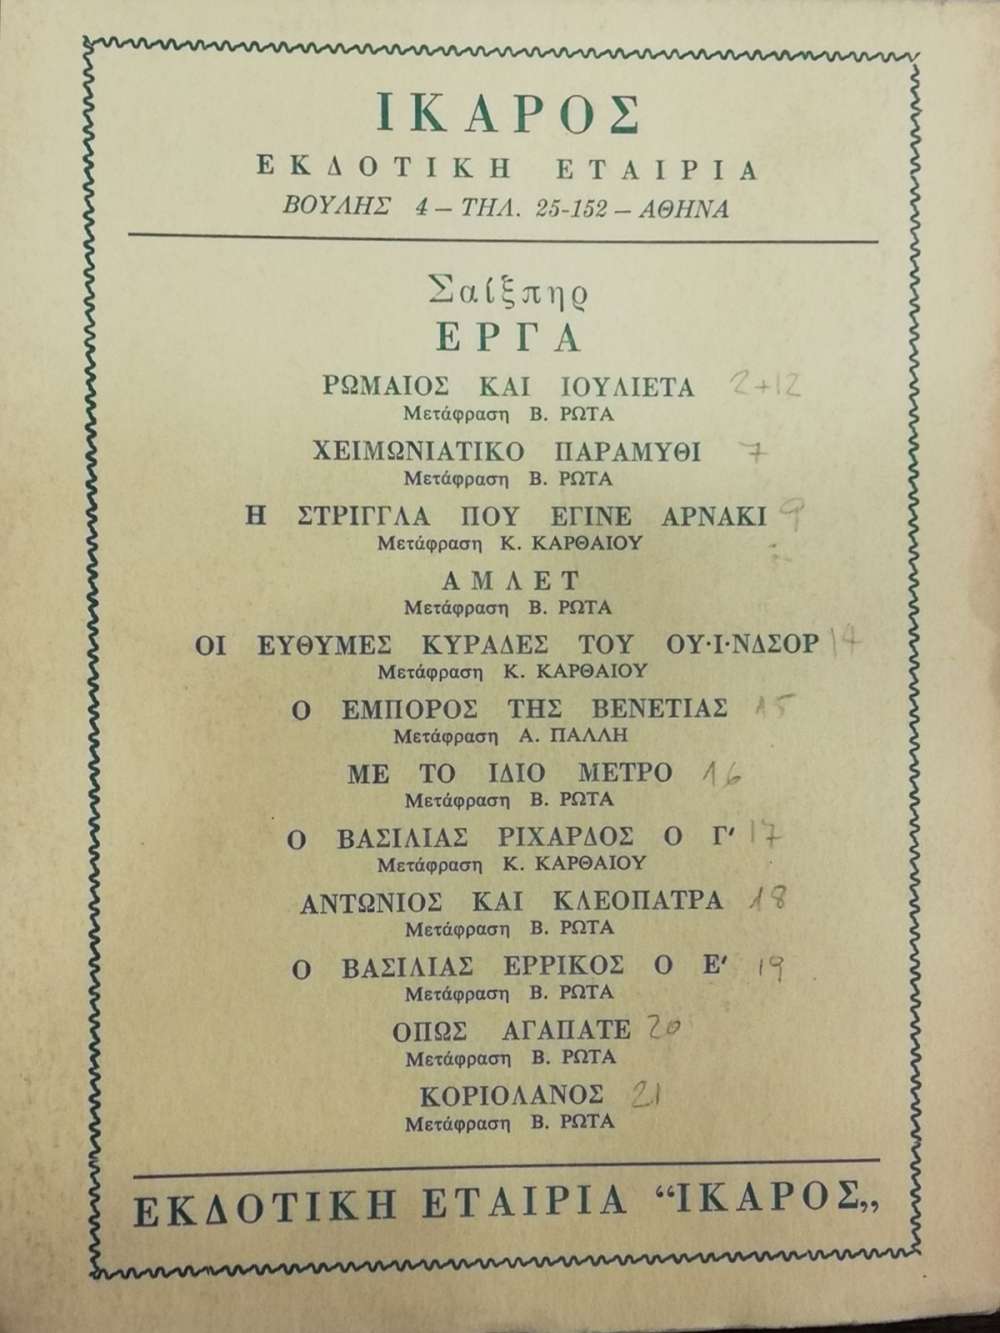 ΙΚΑΡΟΣ
ΕΚΔΟΤΙΚΗ ΕΤΑΙΡΙΑ
ΒΟΥΛΗΣ 4 – ΤΗΛ. 25-152 – ΑΘΗΝΑ
Σαίξπηρ
ΕΡΓΑ
ΡΩΜΑΙΟΣ ΚΑΙ ΙΟΥΛΙΕΤΑ 2+12
Μετάφραση Β. ΡΩΤΑ
ΧΕΙΜΩΝΙΑΤΙΚΟ ΠΑΡΑΜΥΘΙ 7
Μετάφραση Β. ΡΩΤΑ
Η ΣΤΡΙΓΓΛΑ ΠΟΥ ΕΓΙΝΕ ΑΡΝΑΚΙ 9
Μετάφραση Κ. ΚΑΡΘΑΙΟΥ
ΑΜΛΕΤ
Μετάφραση Β. ΡΩΤΑ
ΟΙ ΕΥΘΥΜΕΣ ΚΥΡΑΔΕΣ ΤΟΥ ΟΥ·Ι·ΝΔΣΟΡ 14
Μετάφραση Κ. ΚΑΡΘΑΙΟΥ
Ο ΕΜΠΟΡΟΣ ΤΗΣ ΒΕΝΕΤΙΑΣ 15
Μετάφραση Α. ΠΑΛΛΗ
ΜΕ ΤΟ ΙΔΙΟ ΜΕΤΡΟ 16
Μετάφραση Β. ΡΩΤΑ
Ο ΒΑΣΙΛΙΑΣ ΡΙΧΑΡΔΟΣ Ο Γ' 17
Μετάφραση Κ. ΚΑΡΘΑΙΟΥ
ΑΝΤΩΝΙΟΣ ΚΑΙ ΚΛΕΟΠΑΤΡΑ 18
Μετάφραση Β. ΡΩΤΑ
Ο ΒΑΣΙΛΙΑΣ ΕΡΡΙΚΟΣ Ο Ε' 19
Μετάφραση Β. ΡΩΤΑ
ΟΠΩΣ ΑΓΑΠΑΤΕ 20
Μετάφραση Β. ΡΩΤΑ
ΚΟΡΙΟΛΑΝΟΣ 21
Μετάφραση Β. ΡΩΤΑ
ΕΚΔΟΤΙΚΗ ΕΤΑΙΡΙΑ “ΙΚΑΡΟΣ„